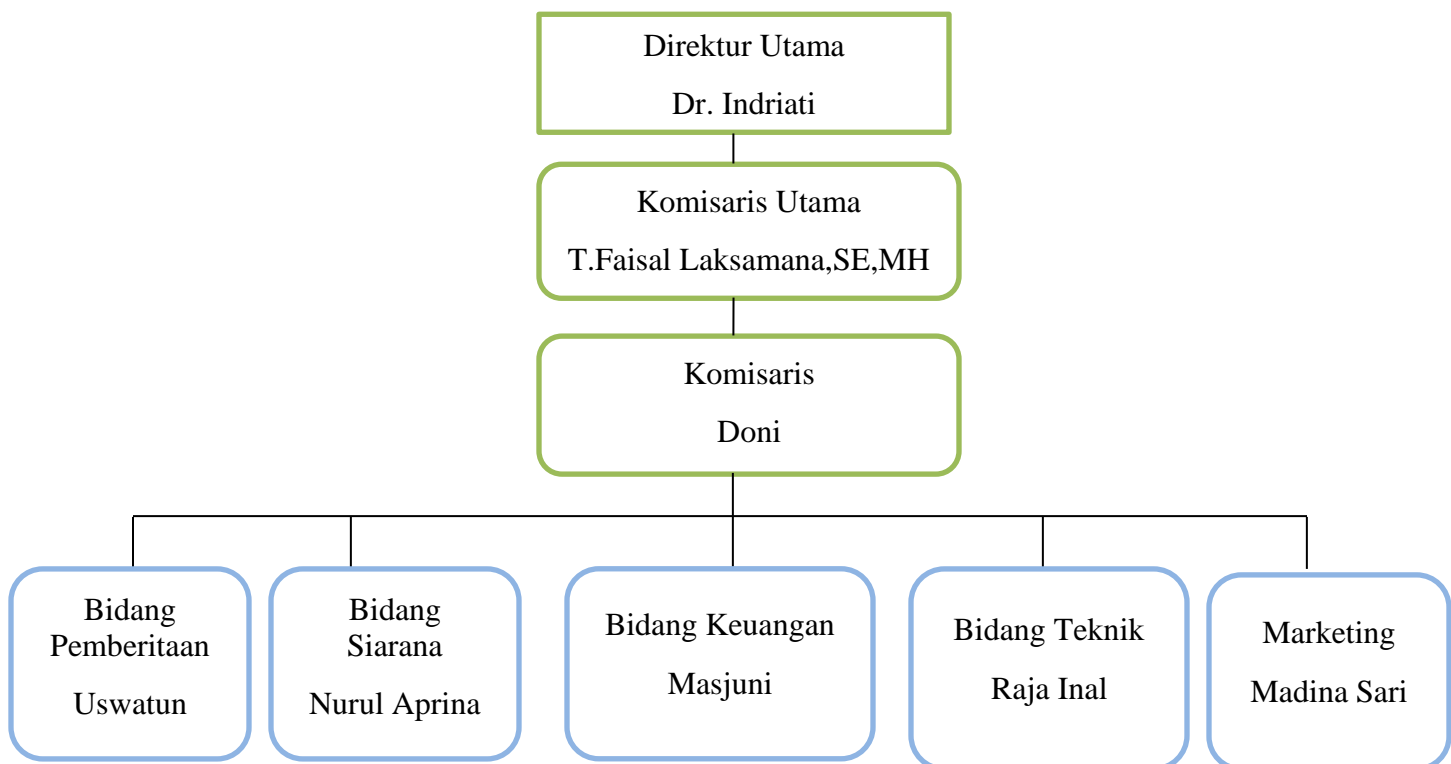 Direktur Utama
Dr. Indriati
Komisaris Utama
T.Faisal Laksamana,SE,MH
Komisaris
Doni
Bidang
Pemberitaan
Uswatun
Bidang
Siarana
Nurul Aprina
Bidang Keuangan
Masjuni
Bidang Teknik
Raja Inal
Marketing
Madina Sari